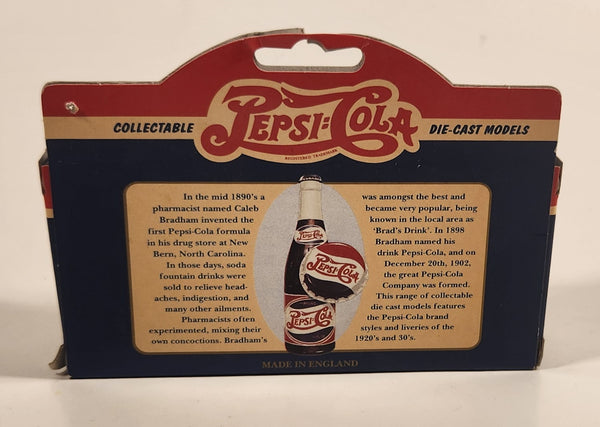 PEPSI:COLA
COLLECTABLE
DIE-CAST MODELS
REGISTERED TRADEMARK
In the mid 1890's a
pharmacist named Caleb
Bradham invented the
first Pepsi-Cola formula
in his drug store at New
Bern, North Carolina.
In those days, soda
fountain drinks were
sold to relieve head-
aches, indigestion, and
many other ailments.
Pharmacists often
experimented, mixing their
own concoctions. Bradham's
PEPSI:COLA
PEPSI:COLA
PEPSI:COLA
was amongst the best and
became very popular, being
known in the local area as
'Brad's Drink'. In 1898
Bradham named his
drink Pepsi-Cola, and on
December 20th, 1902,
the great Pepsi-Cola
Company was formed.
This range of collectable
die cast models features
the Pepsi-Cola brand
styles and liveries of the
1920's and 30's.
MADE IN ENGLAND